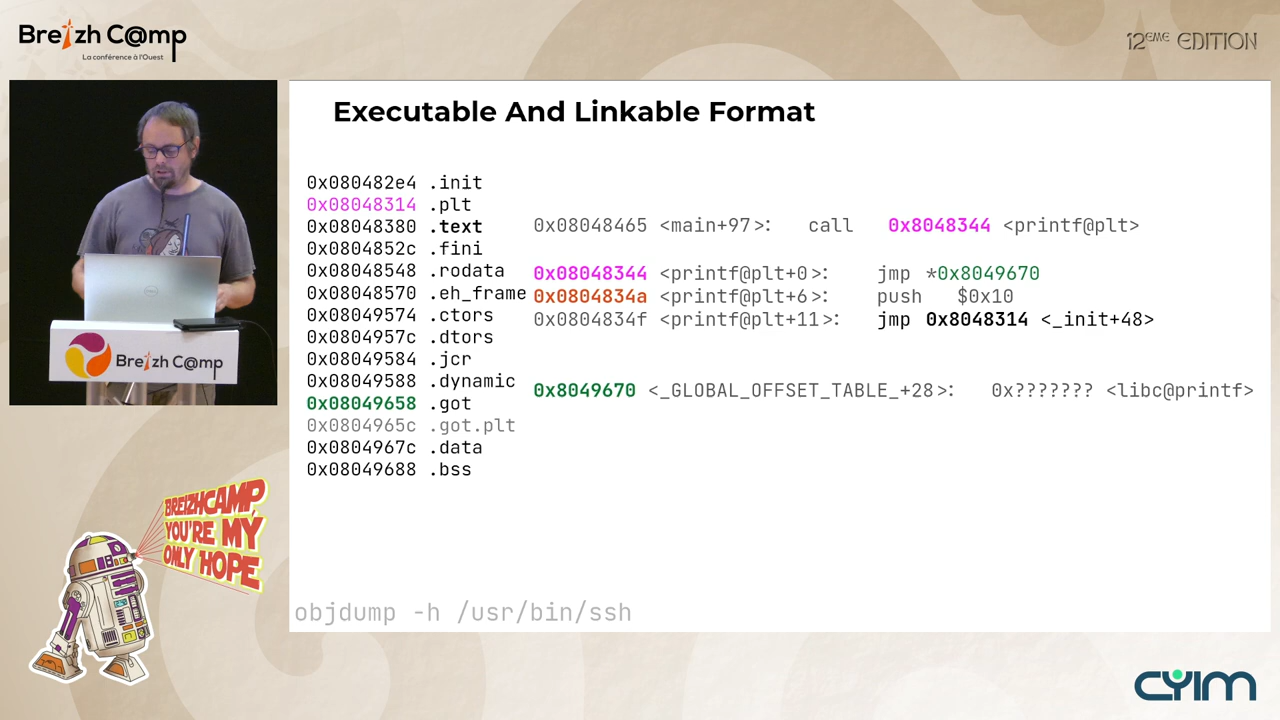 Breizh C@mp
La conférence à l'Ouest
12ÈME EDITION
Executable And Linkable Format
0x080482e4 .init
0x08048314 .plt
0x08048380 .text
0x0804852c .fini
0x08048548 .rodata
0x08048570 .eh_frame
0x08049574 .ctors
0x0804957c .dtors
0x08049584 .jcr
0x08049588 .dynamic
0x08049658 .got
0x0804965c .got.plt
0x0804967c .data
0x08049688 .bss
0x08048465 <main+97>: call 0x8048344 <printf@plt>
0x08048344 <printf@plt+0>: jmp *0x8049670
0x0804834a <printf@plt+6>: push $0x10
0x0804834f <printf@plt+11>: jmp 0x8048314 <_init+48>
0x8049670 <_GLOBAL_OFFSET_TABLE_+28>: 0x??????? <libc@printf>
objdump -h /usr/bin/ssh
Breizh C@mp
BREIZHCAMP
YOU'RE MY
ONLY HOPE
CYIM